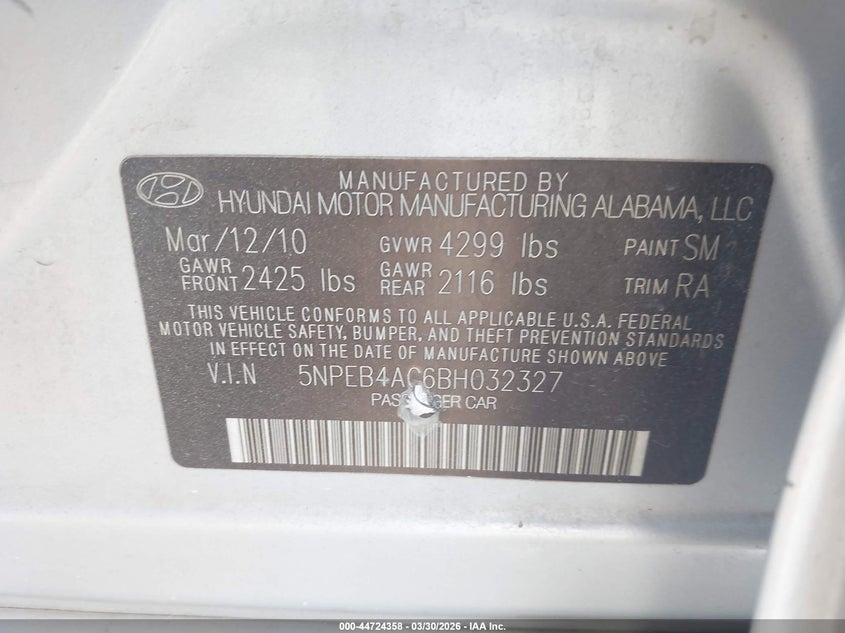 MANUFACTURED BY
HYUNDAI MOTOR MANUFACTURING ALABAMA, LLC
Mar/12/10 GVWR 4299 lbs PAINT SM
GAWR FRONT 2425 lbs GAWR REAR 2116 lbs TRIM RA
THIS VEHICLE CONFORMS TO ALL APPLICABLE U.S.A. FEDERAL
MOTOR VEHICLE SAFETY, BUMPER, AND THEFT PREVENTION STANDARDS
IN EFFECT ON THE DATE OF MANUFACTURE SHOWN ABOVE
V.I.N 5NPEB4AC6BH032327
PASSENGER CAR
000-44724358 - 03/30/2026 - IAA Inc.